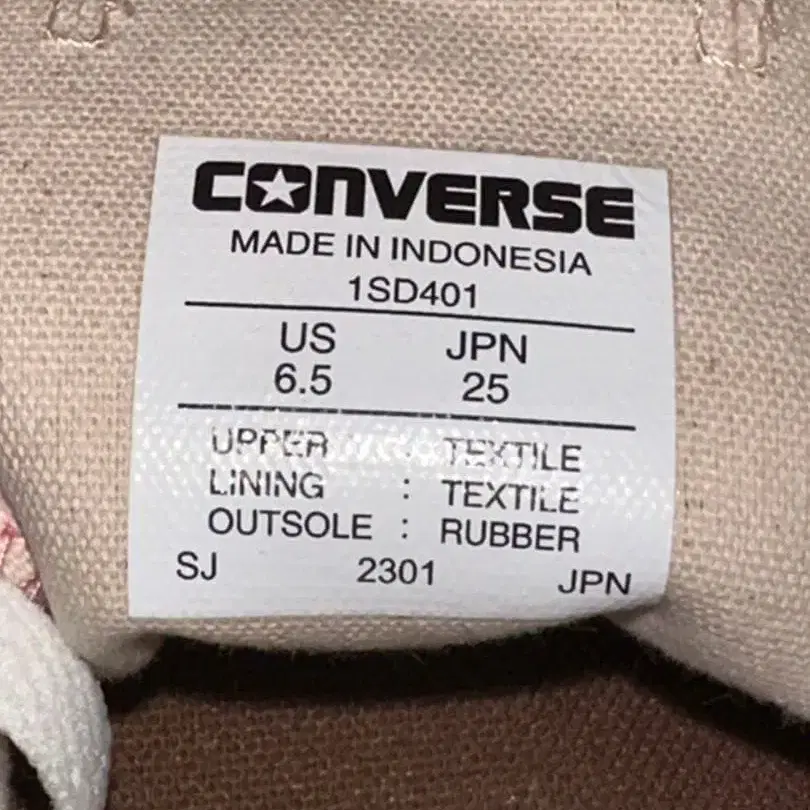 CONVERSE
MADE IN INDONESIA
1SD401
US JPN
6.5 25
UPPER TEXTILE
LINING : TEXTILE
OUTSOLE : RUBBER
SJ 2301 JPN